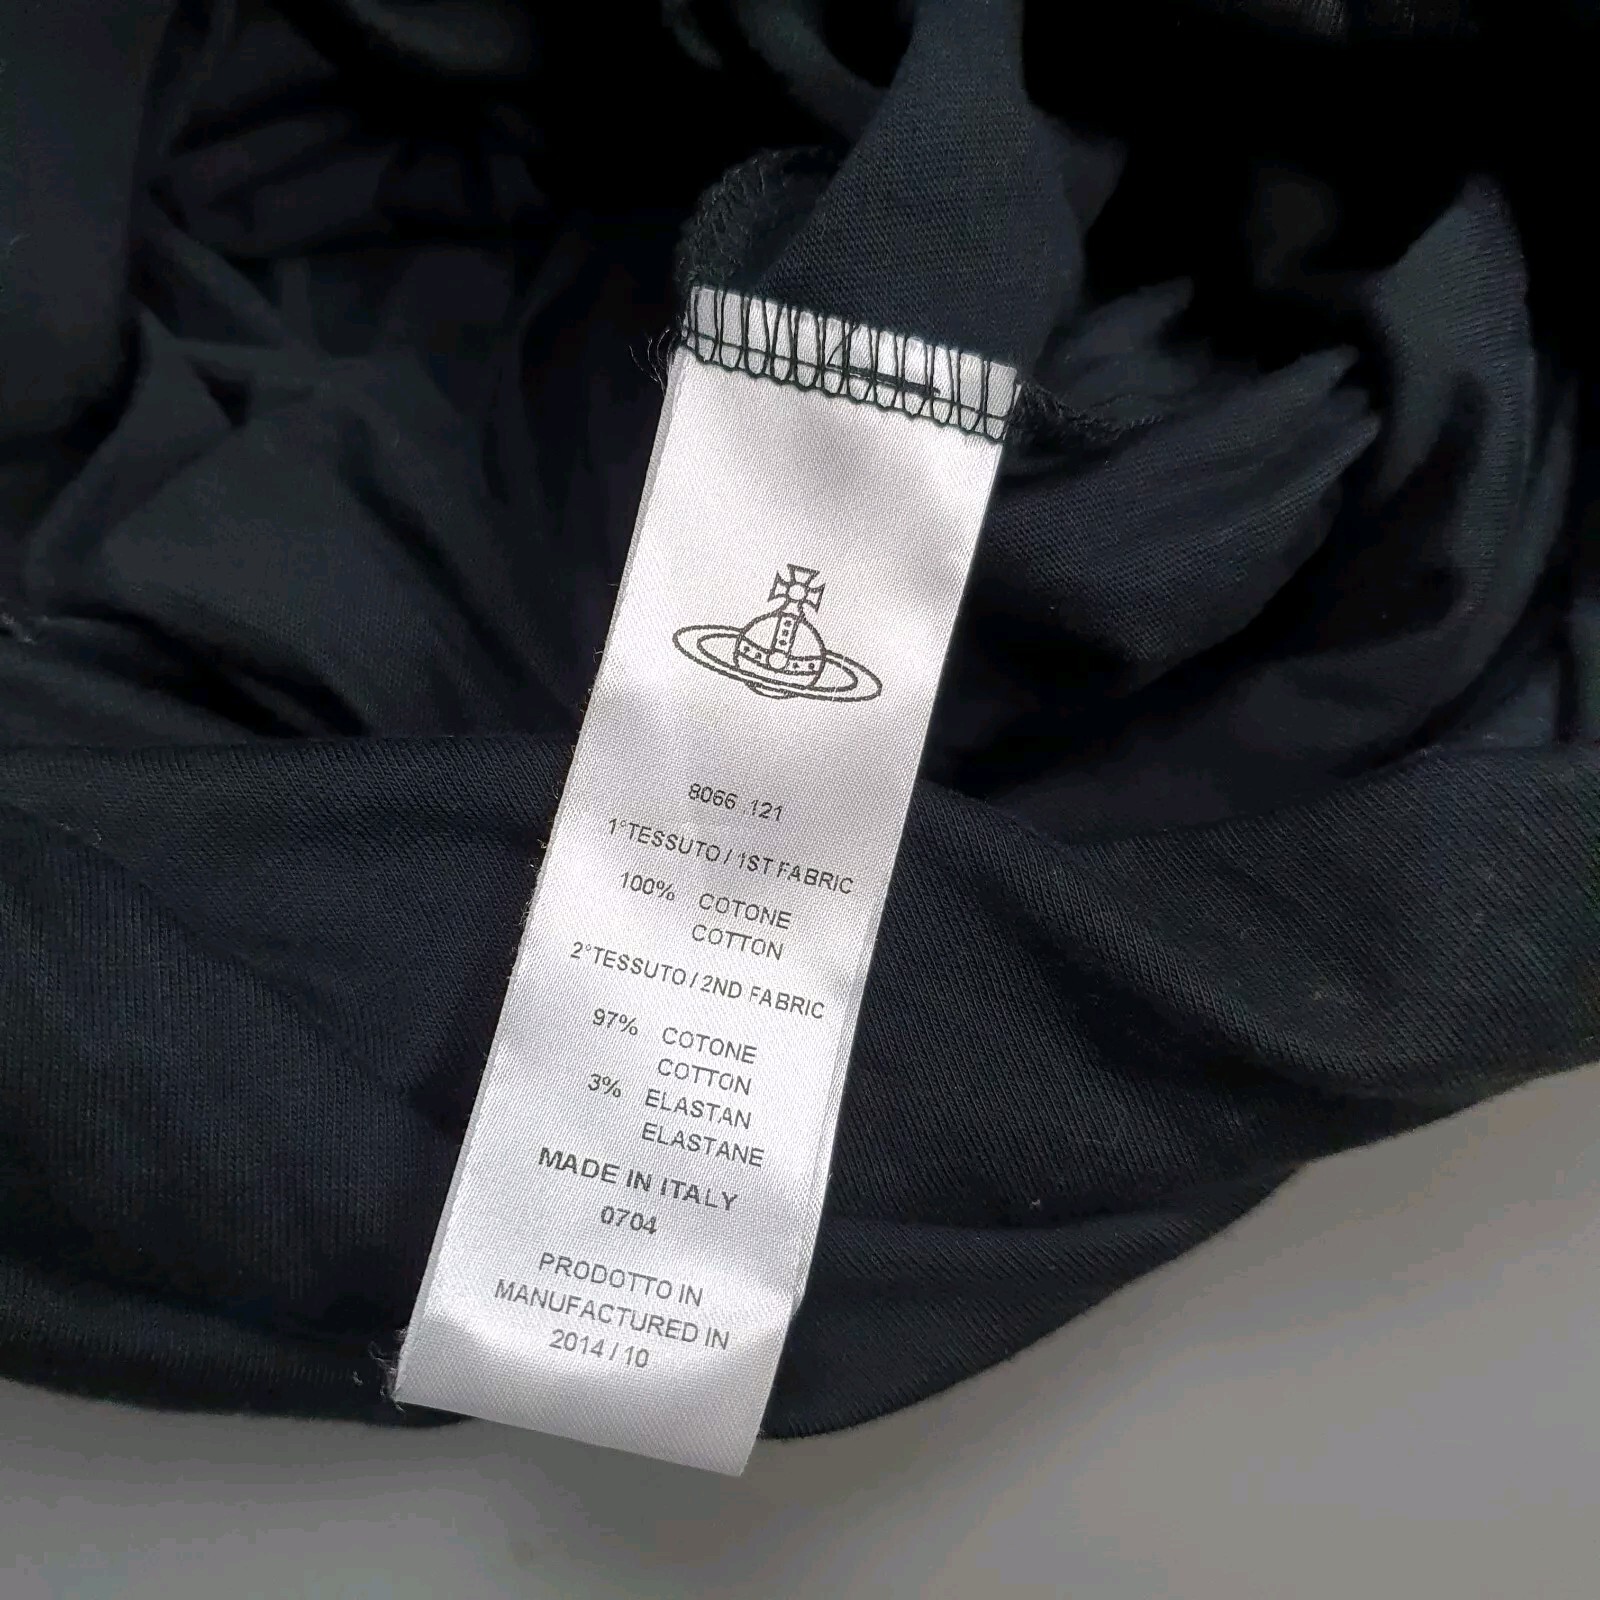 8066 121
1°TESSUTO / 1ST FABRIC
100% COTONE
COTTON
2°TESSUTO / 2ND FABRIC
97% COTONE
COTTON
3% ELASTAN
ELASTANE
MADE IN ITALY
0704
PRODOTTO IN
MANUFACTURED IN
2014 / 10